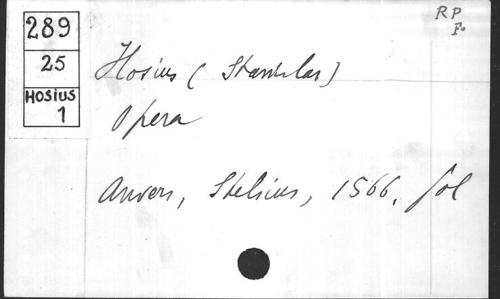 289
25
HOSIUS
1
RP
F.
Hosius (Stanislas)
Opera
Anvers, Stelsius, 1566. fol